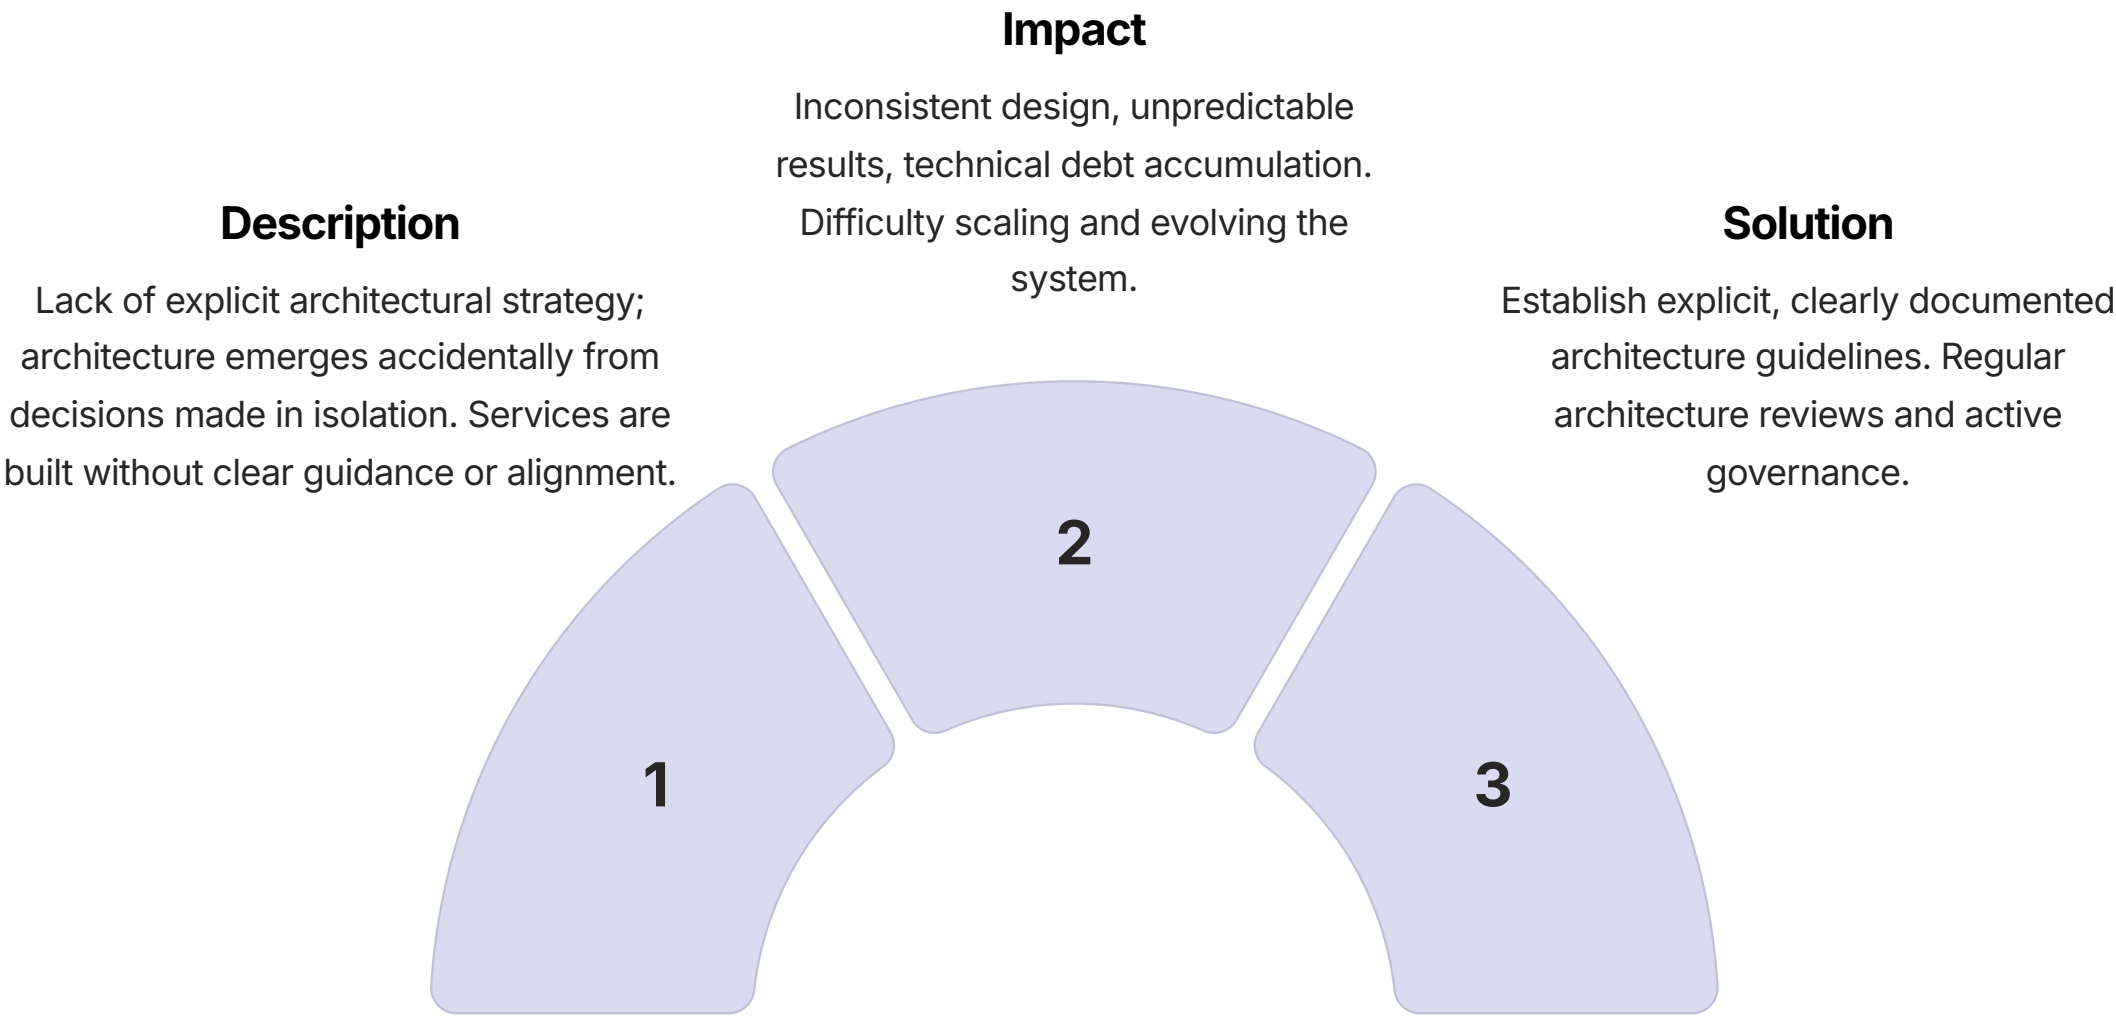 Description
Lack of explicit architectural strategy;
architecture emerges accidentally from
decisions made in isolation. Services are
built without clear guidance or alignment.
1
Impact
Inconsistent design, unpredictable
results, technical debt accumulation.
Difficulty scaling and evolving the
system.
2
Solution
Establish explicit, clearly documented
architecture guidelines. Regular
architecture reviews and active
governance.
3